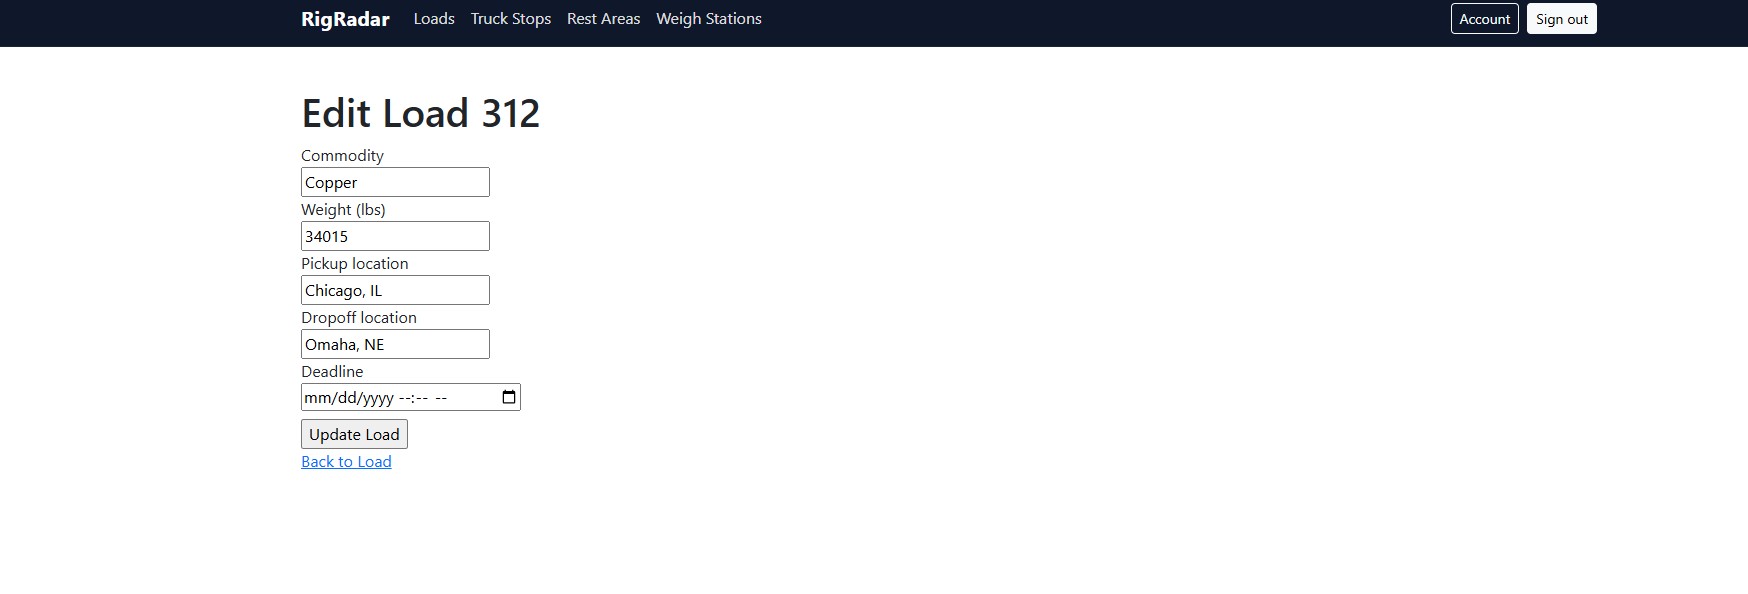 RigRadar Loads Truck Stops Rest Areas Weigh Stations Account Sign out
Edit Load 312
Commodity
Copper
Weight (lbs)
34015
Pickup location
Chicago, IL
Dropoff location
Omaha, NE
Deadline
mm/dd/yyyy --:-- --
Update Load
Back to Load